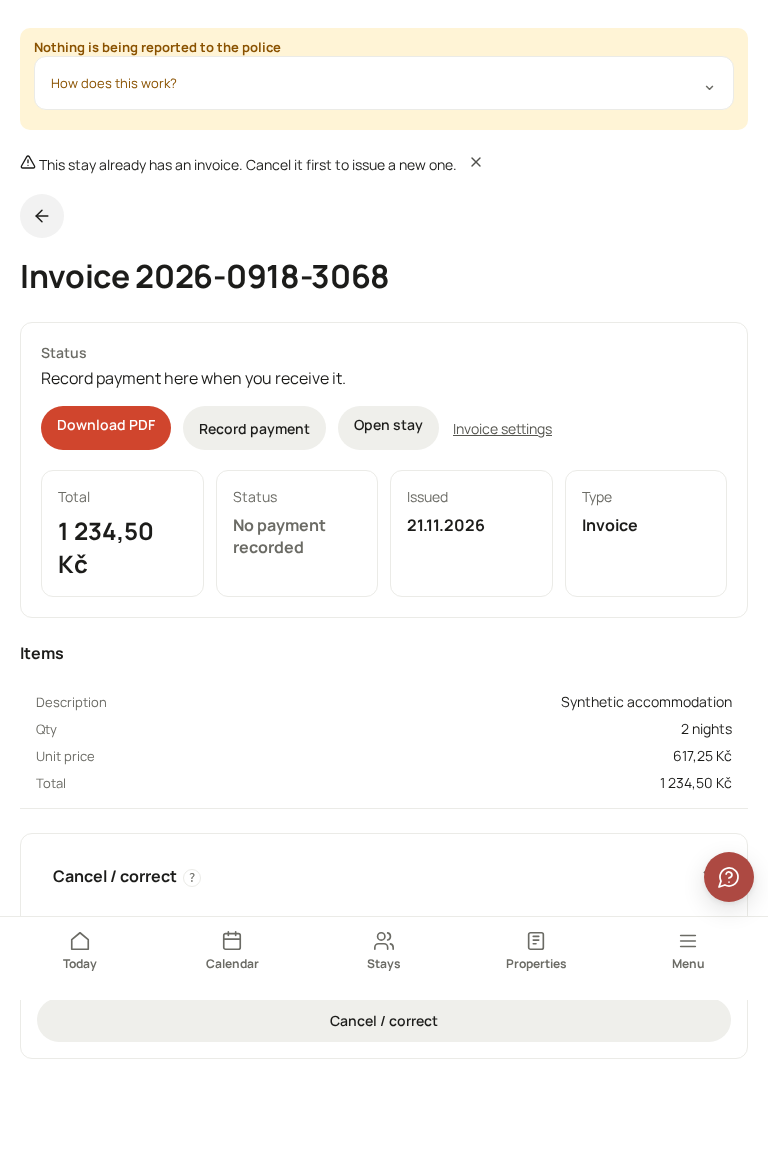 Nothing is being reported to the police
How does this work?
This stay already has an invoice. Cancel it first to issue a new one.
Invoice 2026-0918-3068
Status
Record payment here when you receive it.
Download PDF
Record payment
Open stay
Invoice settings
Total
1 234,50
Kč
Status
No payment
recorded
Issued
21.11.2026
Type
Invoice
Items
Description
Synthetic accommodation
Qty
2 nights
Unit price
617,25 Kč
Total
1 234,50 Kč
Cancel / correct
?
Today
Calendar
Stays
Properties
Menu
Cancel / correct